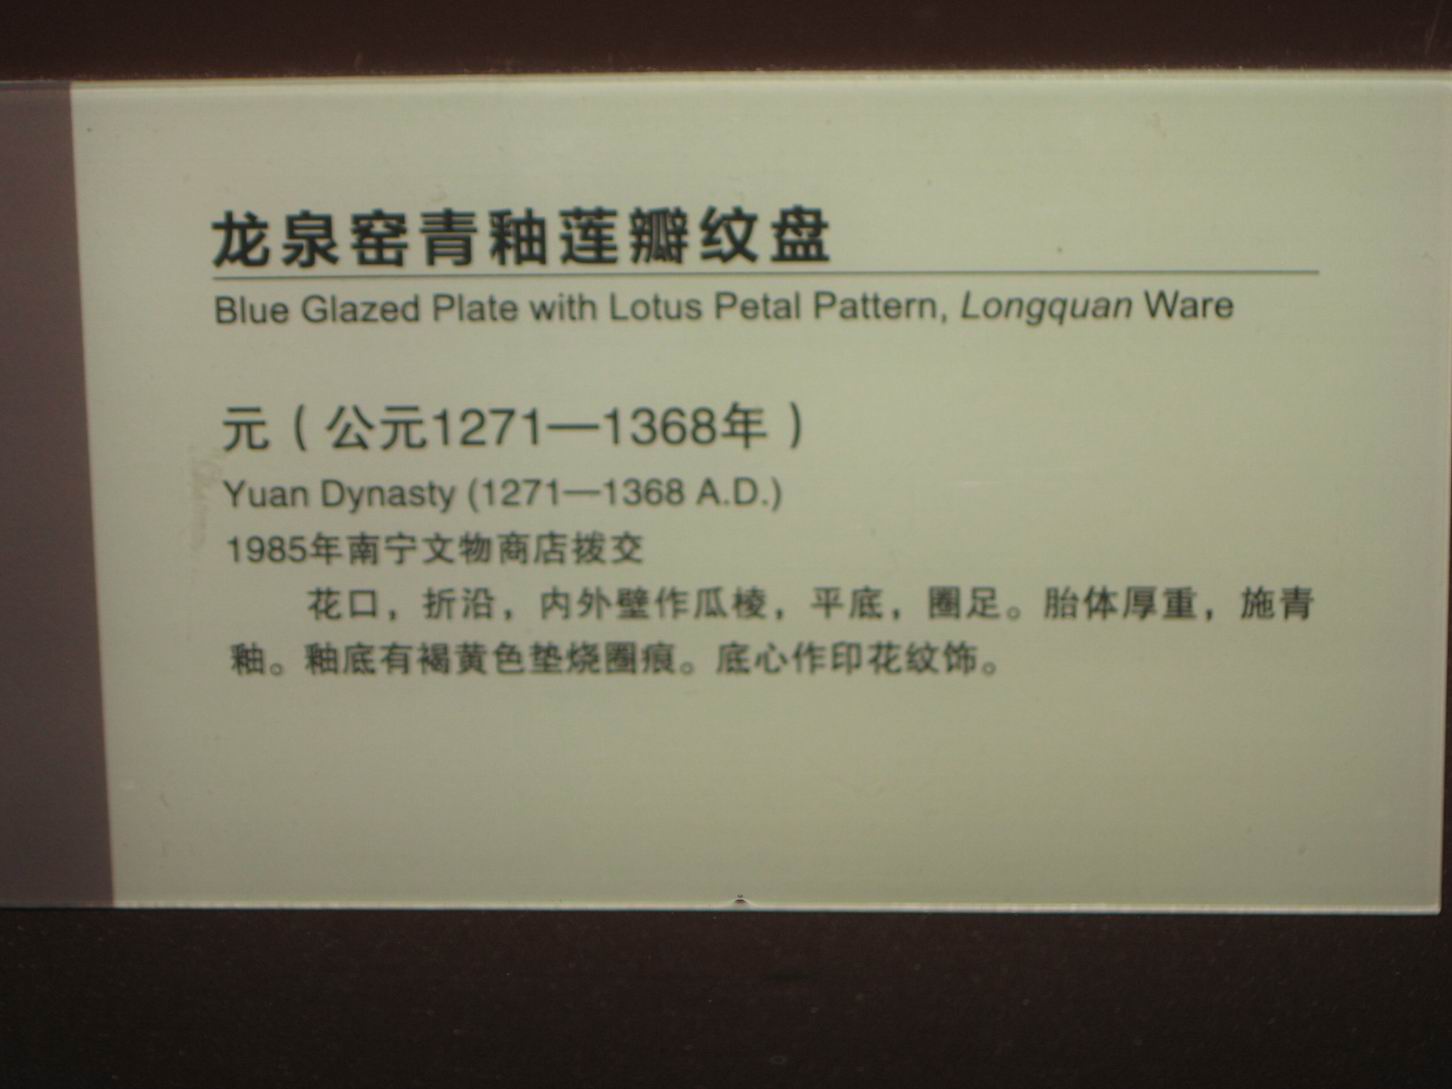 龙泉窑青釉莲瓣纹盘
Blue Glazed Plate with Lotus Petal Pattern, Longquan Ware
元（公元1271—1368年）
Yuan Dynasty (1271—1368 A.D.)
1985年南宁文物商店拨交
花口，折沿，内外壁作瓜棱，平底，圈足。胎体厚重，施青
釉。釉底有褐黄色垫烧圈痕。底心作印花纹饰。